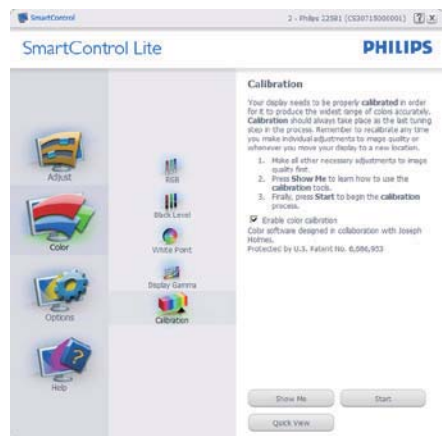 SmartControl
2 - Philips 225B1 (CS30715000001)
SmartControl Lite
PHILIPS
Adjust
Color
Options
Help
RGB
Black Level
White Point
Display Gamma
Calibration
Calibration
Your display needs to be properly calibrated in order
for it to produce the widest range of colors accurately.
Calibration should always take place as the last tuning
step in the process. Remember to recalibrate any time
you make individual adjustments to image quality or
whenever you move your display to a new location.
1. Make all other necessary adjustments to image
quality first.
2. Press Show Me to learn how to use the
calibration tools.
3. Finally, press Start to begin the calibration
process.
Enable color calibration
Color software designed in collaboration with Joseph
Holmes.
Protected by U.S. Patent No. 6,686,953
Show Me
Start
Quick View